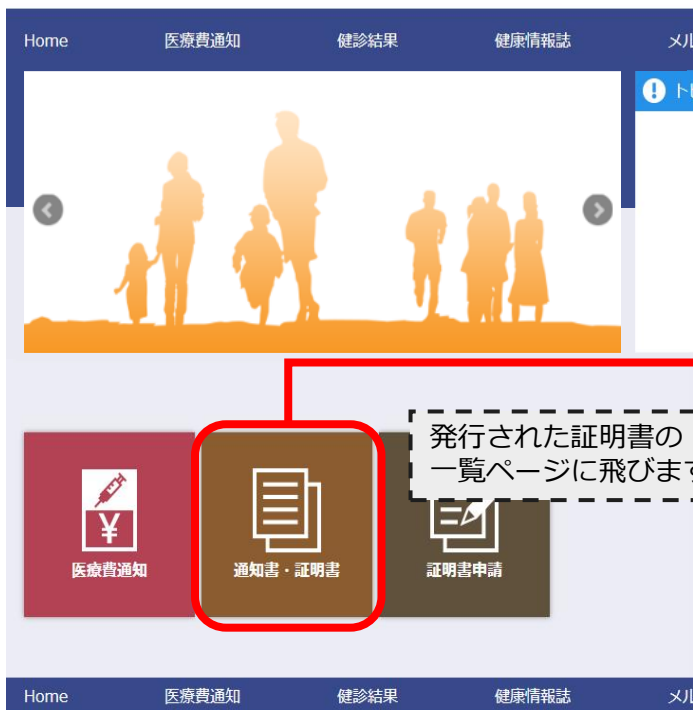 Home 医療費通知 健診結果 健康情報誌 メル
トピ
発行された証明書の
一覧ページに飛びます
医療費通知 通知書・証明書 証明書申請
Home 医療費通知 健診結果 健康情報誌 メル